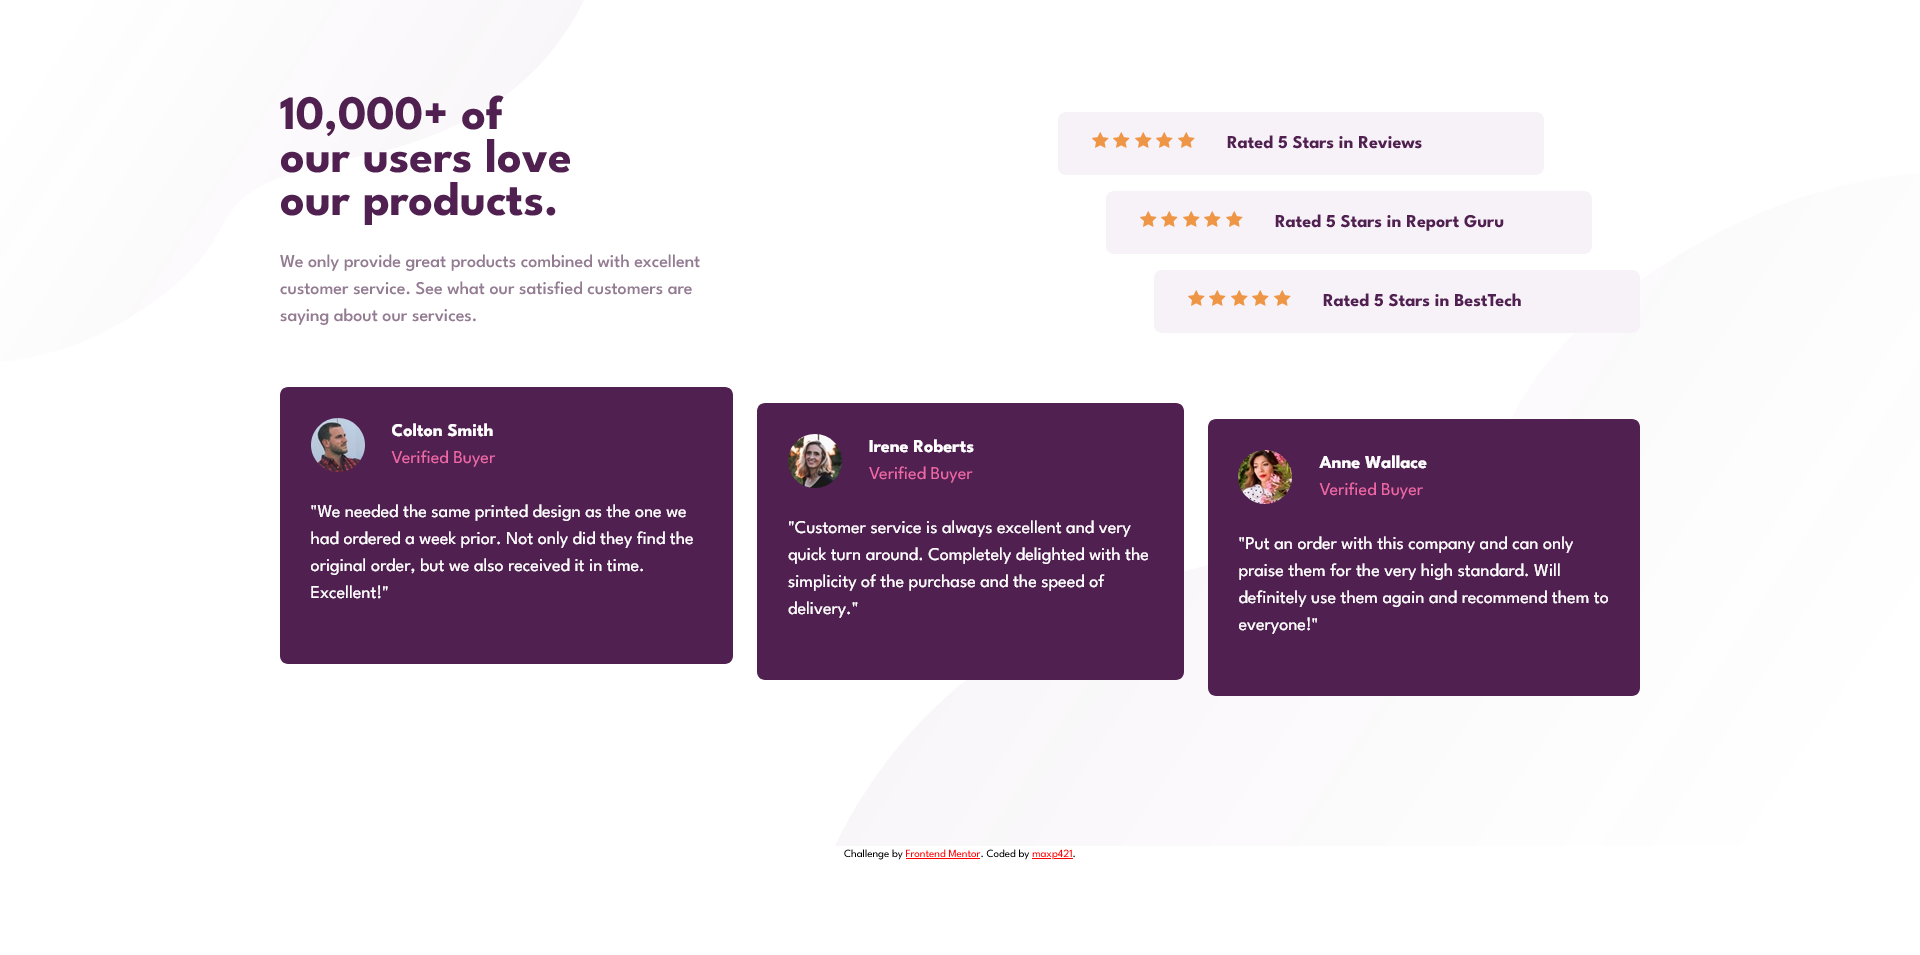 10,000+ of
our users love
our products.
We only provide great products combined with excellent
customer service. See what our satisfied customers are
saying about our services.
Rated 5 Stars in Reviews
Rated 5 Stars in Report Guru
Rated 5 Stars in BestTech
Colton Smith
Verified Buyer
"We needed the same printed design as the one we
had ordered a week prior. Not only did they find the
original order, but we also received it in time.
Excellent!"
Irene Roberts
Verified Buyer
"Customer service is always excellent and very
quick turn around. Completely delighted with the
simplicity of the purchase and the speed of
delivery."
Anne Wallace
Verified Buyer
"Put an order with this company and can only
praise them for the very high standard. Will
definitely use them again and recommend them to
everyone!"
Challenge by Frontend Mentor. Coded by maxp421.